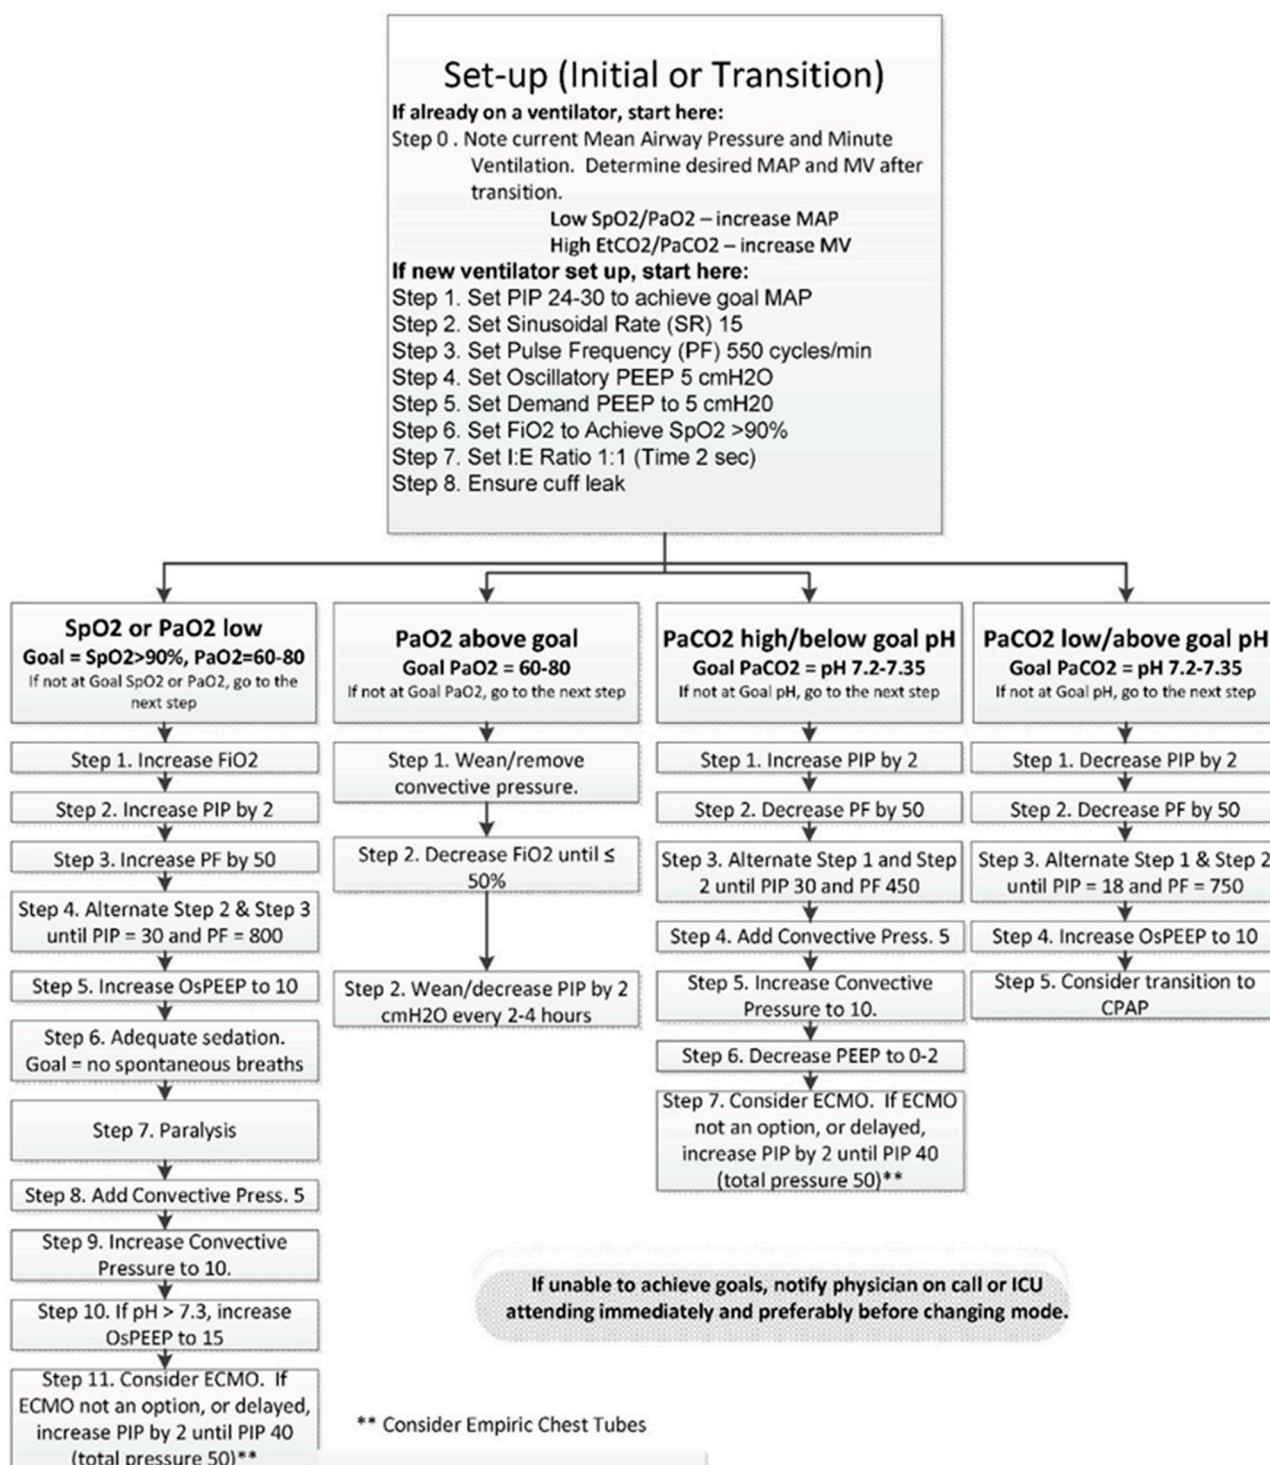 Set-up (Initial or Transition)
If already on a ventilator, start here:
Step 0 . Note current Mean Airway Pressure and Minute
Ventilation.  Determine desired MAP and MV after
transition.
Low SpO2/PaO2 – increase MAP
High EtCO2/PaCO2 – increase MV
If new ventilator set up, start here:
Step 1. Set PIP 24-30 to achieve goal MAP
Step 2. Set Sinusoidal Rate (SR) 15
Step 3. Set Pulse Frequency (PF) 550 cycles/min
Step 4. Set Oscillatory PEEP 5 cmH2O
Step 5. Set Demand PEEP to 5 cmH20
Step 6. Set FiO2 to Achieve SpO2 >90%
Step 7. Set I:E Ratio 1:1 (Time 2 sec)
Step 8. Ensure cuff leak
SpO2 or PaO2 low
Goal = SpO2>90%, PaO2=60-80
If not at Goal SpO2 or PaO2, go to the
next step
Step 1. Increase FiO2
Step 2. Increase PIP by 2
Step 3. Increase PF by 50
Step 4. Alternate Step 2 & Step 3
until PIP = 30 and PF = 800
Step 5. Increase OsPEEP to 10
Step 6. Adequate sedation.
Goal = no spontaneous breaths
Step 7. Paralysis
Step 8. Add Convective Press. 5
Step 9. Increase Convective
Pressure to 10.
Step 10. If pH > 7.3, increase
OsPEEP to 15
Step 11. Consider ECMO.  If
ECMO not an option, or delayed,
increase PIP by 2 until PIP 40
(total pressure 50)**
PaO2 above goal
Goal PaO2 = 60-80
If not at Goal PaO2, go to the next step
Step 1. Wean/remove
convective pressure.
Step 2. Decrease FiO2 until ≤
50%
Step 2. Wean/decrease PIP by 2
cmH2O every 2-4 hours
PaCO2 high/below goal pH
Goal PaCO2 = pH 7.2-7.35
If not at Goal pH, go to the next step
Step 1. Increase PIP by 2
Step 2. Decrease PF by 50
Step 3. Alternate Step 1 and Step
2 until PIP 30 and PF 450
Step 4. Add Convective Press. 5
Step 5. Increase Convective
Pressure to 10.
Step 6. Decrease PEEP to 0-2
Step 7. Consider ECMO.  If ECMO
not an option, or delayed,
increase PIP by 2 until PIP 40
(total pressure 50)**
PaCO2 low/above goal pH
Goal PaCO2 = pH 7.2-7.35
If not at Goal pH, go to the next step
Step 1. Decrease PIP by 2
Step 2. Decrease PF by 50
Step 3. Alternate Step 1 & Step 2
until PIP = 18 and PF = 750
Step 4. Increase OsPEEP to 10
Step 5. Consider transition to
CPAP
If unable to achieve goals, notify physician on call or ICU
attending immediately and preferably before changing mode.
** Consider Empiric Chest Tubes